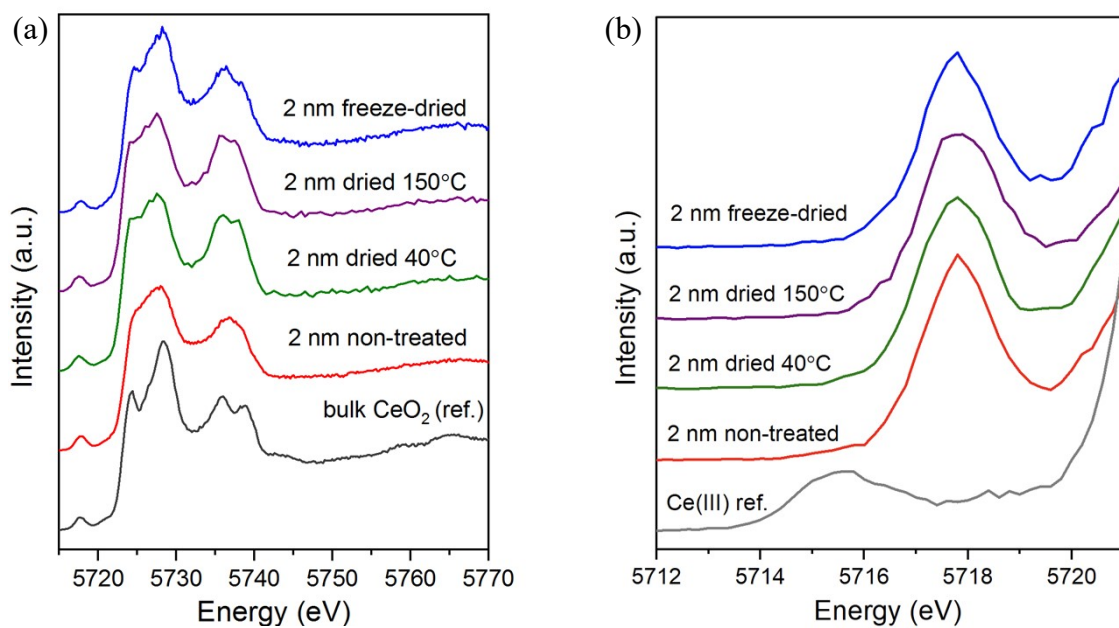 (a)
Intensity (a.u.)
2 nm freeze-dried
2 nm dried 150°C
2 nm dried 40°C
2 nm non-treated
bulk CeO₂ (ref.)
5720 5730 5740 5750 5760 5770
Energy (eV)
(b)
Intensity (a.u.)
2 nm freeze-dried
2 nm dried 150°C
2 nm dried 40°C
2 nm non-treated
Ce(III) ref.
5712 5714 5716 5718 5720
Energy (eV)